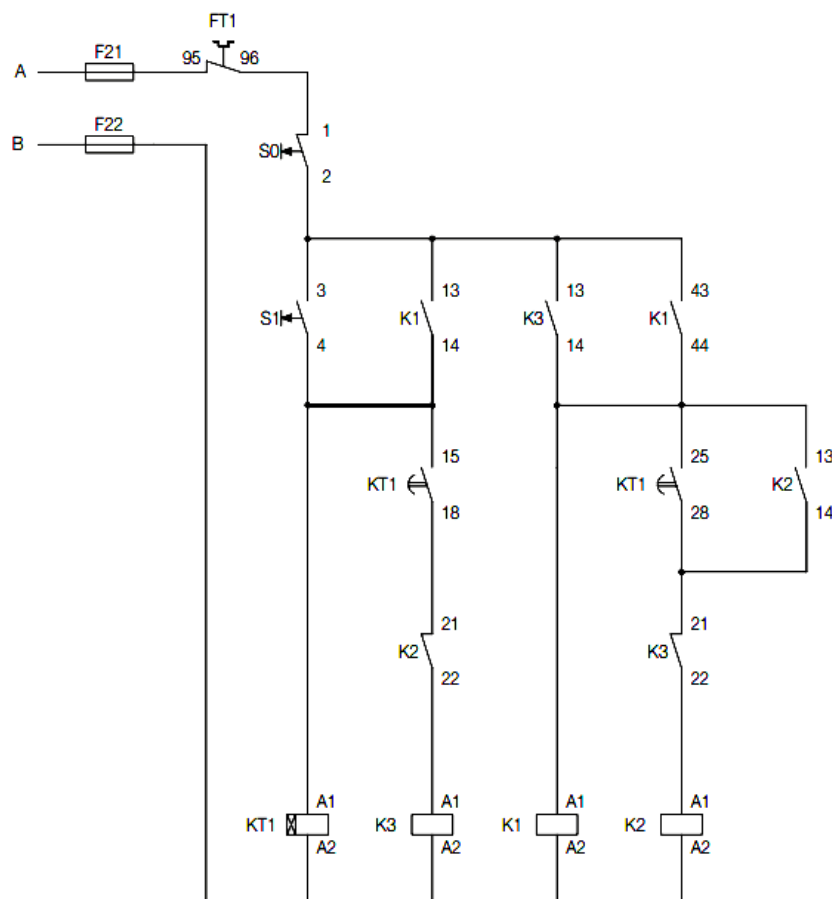 FT1
F21
95 96
A
F22
B
1
S0
2
3 13 13 43
S1 K1 K3 K1
4 14 14 44
15 25 13
KT1 KT1 K2
18 28 14
21 21
K2 K3
22 22
A1 A1 A1 A1
KT1 K3 K1 K2
A2 A2 A2 A2